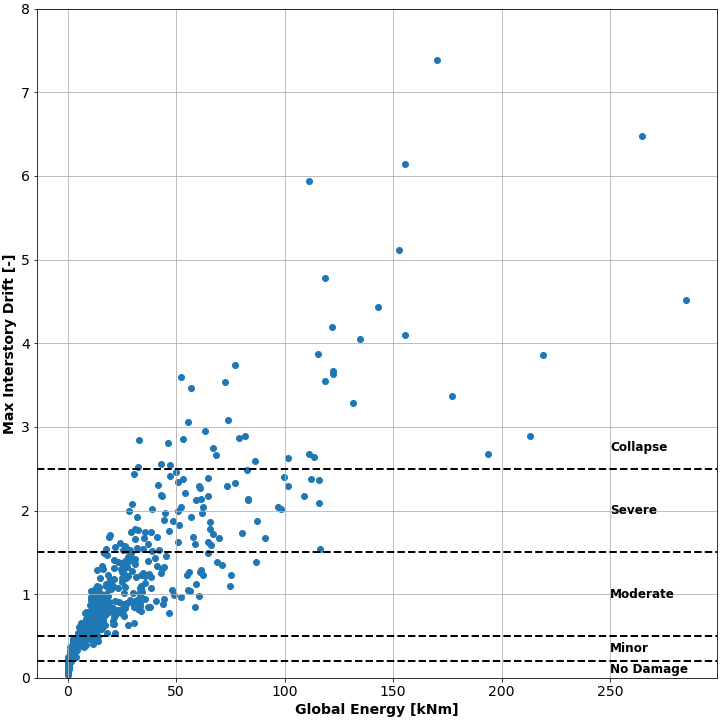 8
7
6
5
4
3
2
1
0
Max Interstory Drift [-]
Collapse
Severe
Moderate
Minor
No Damage
0 50 100 150 200 250
Global Energy [kNm]